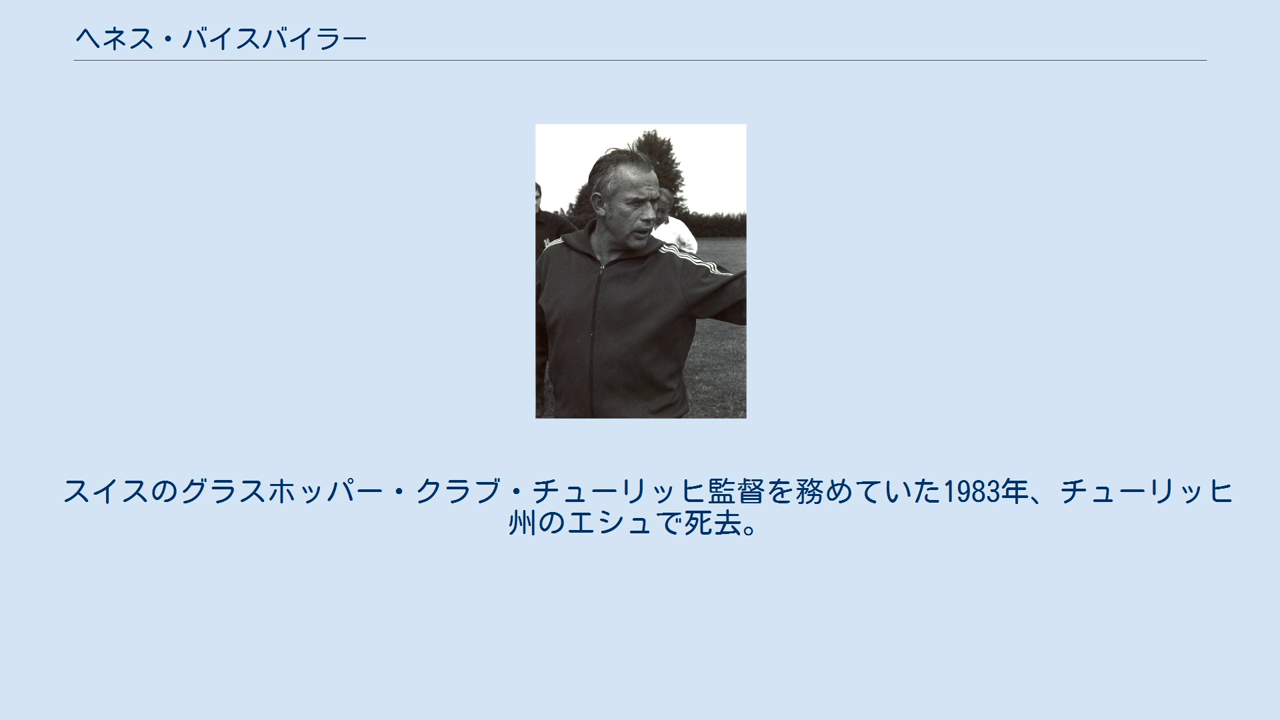 ヘネス・バイスバイラー
スイスのグラスホッパー・クラブ・チューリッヒ監督を務めていた1983年、チューリッヒ
州のエシュで死去。